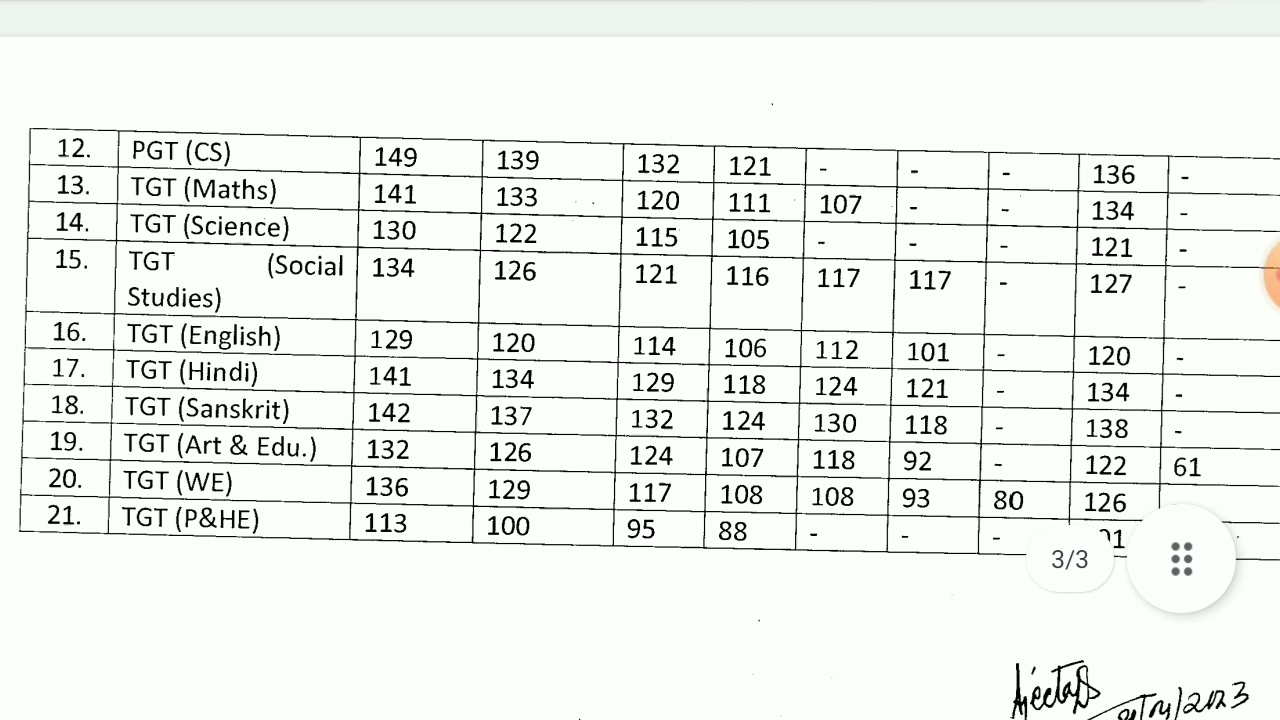 12. PGT (CS) 149 139 132 121 - - - 136 -
13. TGT (Maths) 141 133 120 111 107 - - 134 -
14. TGT (Science) 130 122 115 105 - - - 121 -
15. TGT (Social 134 126 121 116 117 117 - 127 -
Studies)
16. TGT (English) 129 120 114 106 112 101 - 120 -
17. TGT (Hindi) 141 134 129 118 124 121 - 134 -
18. TGT (Sanskrit) 142 137 132 124 130 118 - 138 -
19. TGT (Art & Edu.) 132 126 124 107 118 92 - 122 61
20. TGT (WE) 136 129 117 108 108 93 80 126
21. TGT (P&HE) 113 100 95 88 - - -
3/3